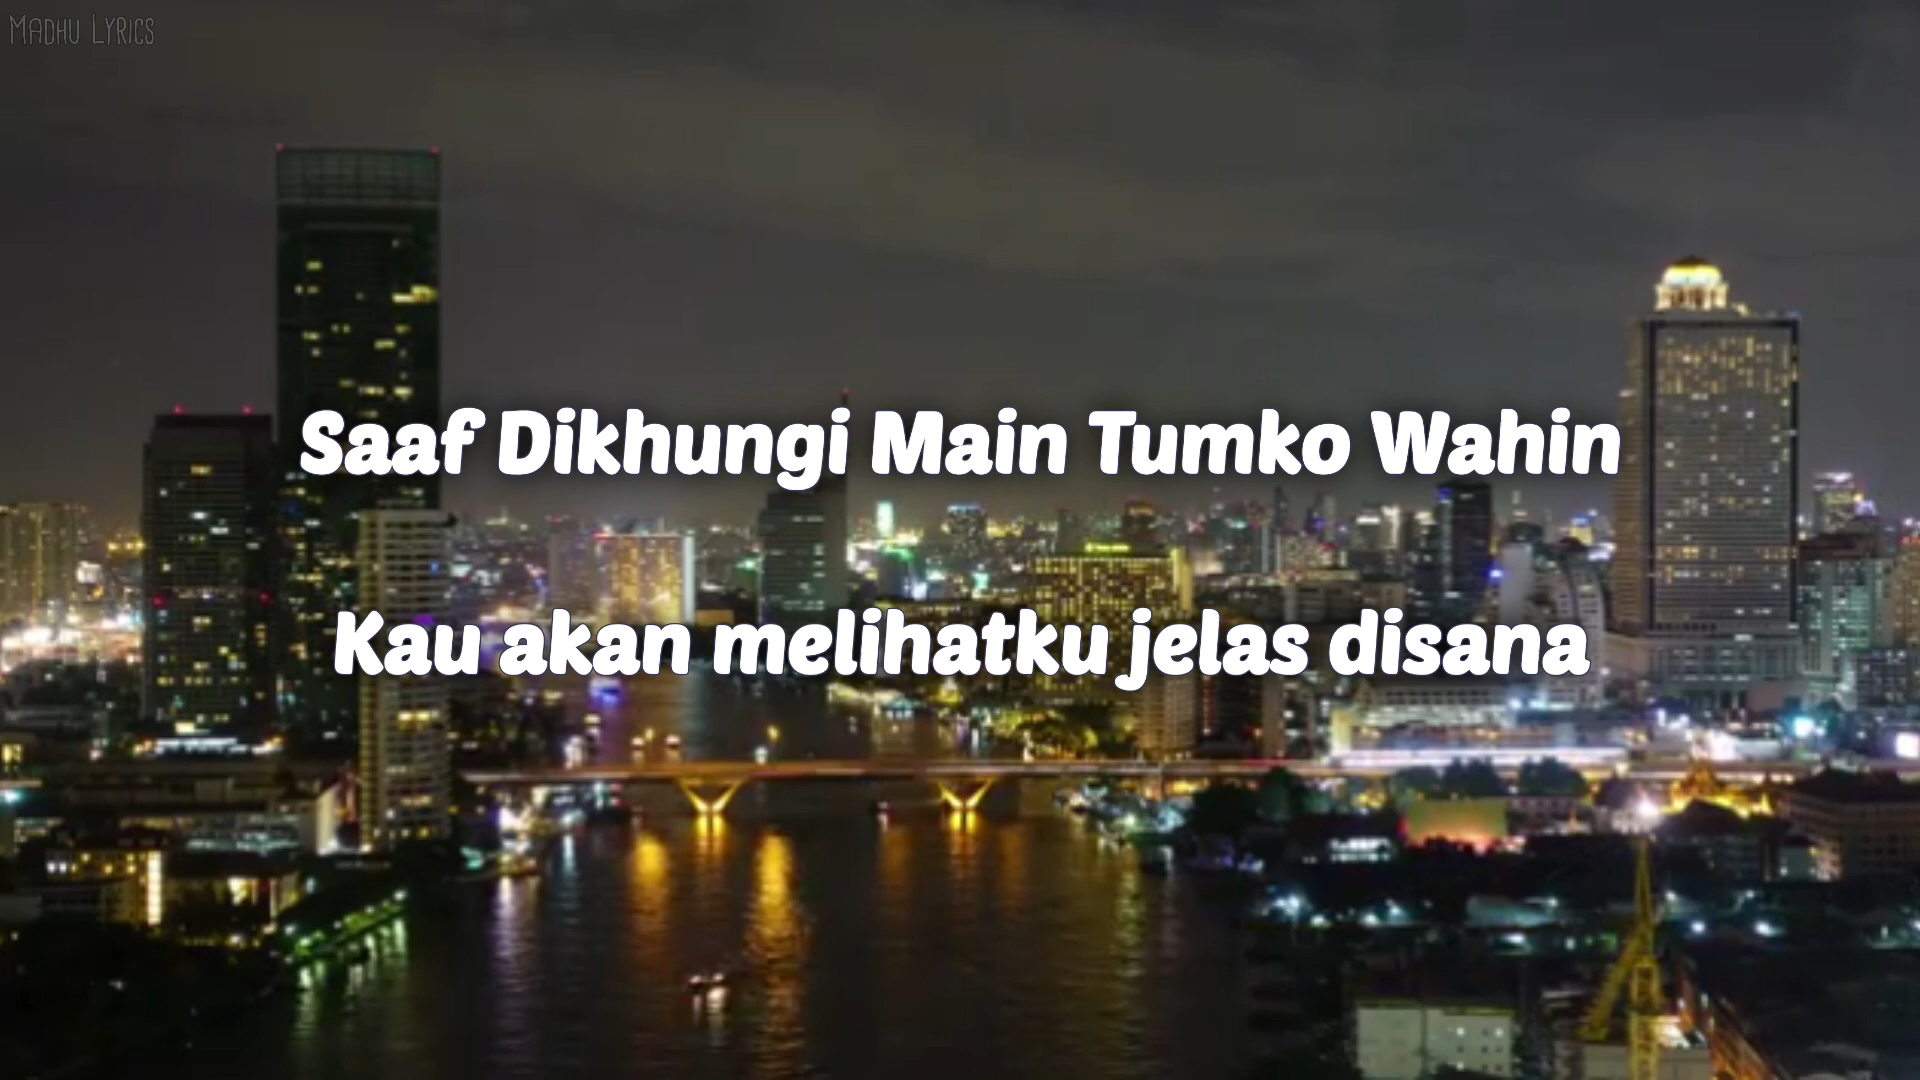 Madhu Lyrics
Saaf Dikhungi Main Tumko Wahin
Kau akan melihatku jelas disana